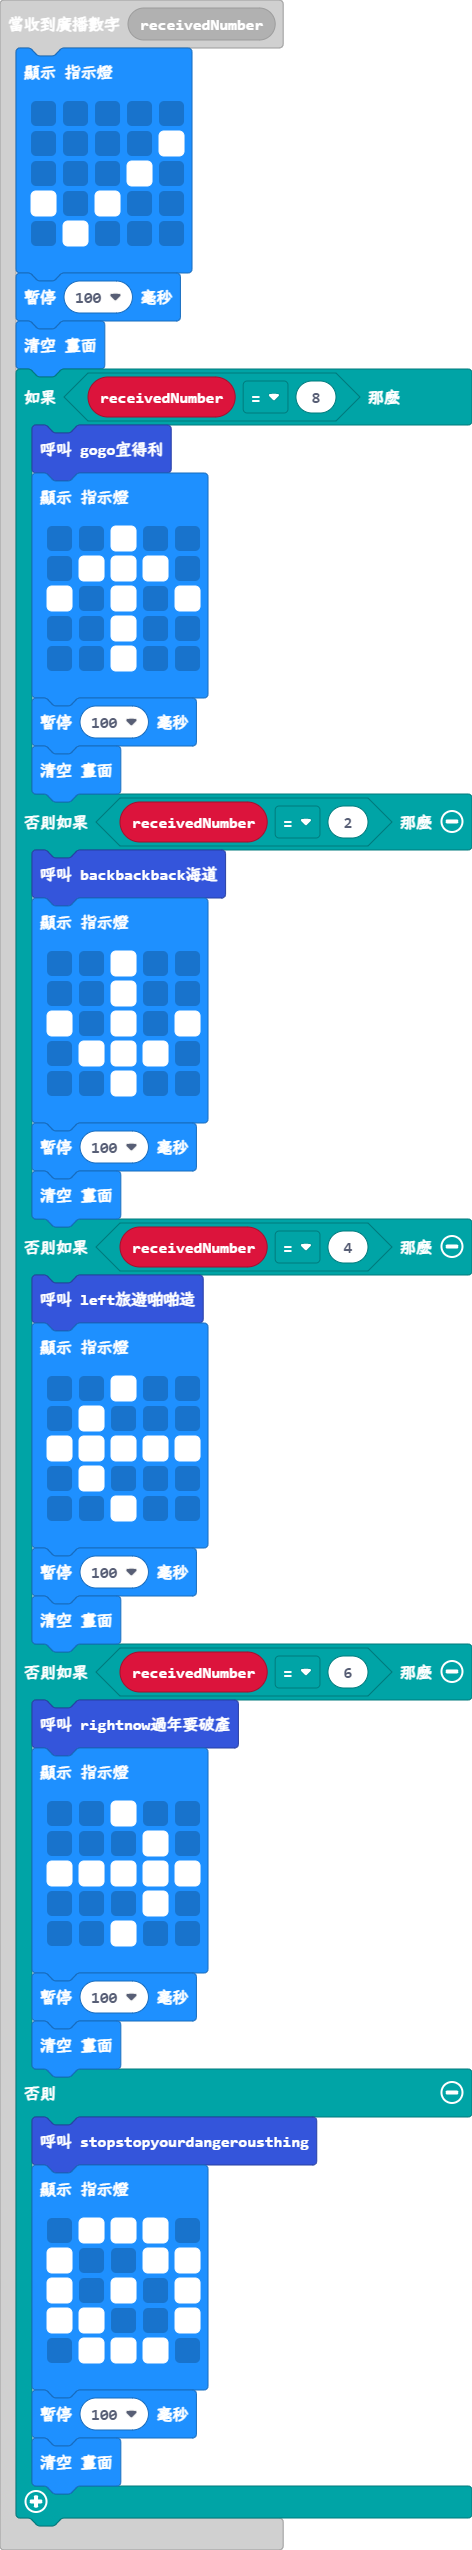 當收到廣播數字 receivedNumber
顯示 指示燈
暫停 100 毫秒
清空 畫面
如果 receivedNumber = 8 那麼
呼叫 gogo宜得利
顯示 指示燈
暫停 100 毫秒
清空 畫面
否則如果 receivedNumber = 2 那麼
呼叫 backbackback海道
顯示 指示燈
暫停 100 毫秒
清空 畫面
否則如果 receivedNumber = 4 那麼
呼叫 left旅遊啪啪造
顯示 指示燈
暫停 100 毫秒
清空 畫面
否則如果 receivedNumber = 6 那麼
呼叫 rightnow過年要破產
顯示 指示燈
暫停 100 毫秒
清空 畫面
否則
呼叫 stopstopyourdangerousthing
顯示 指示燈
暫停 100 毫秒
清空 畫面